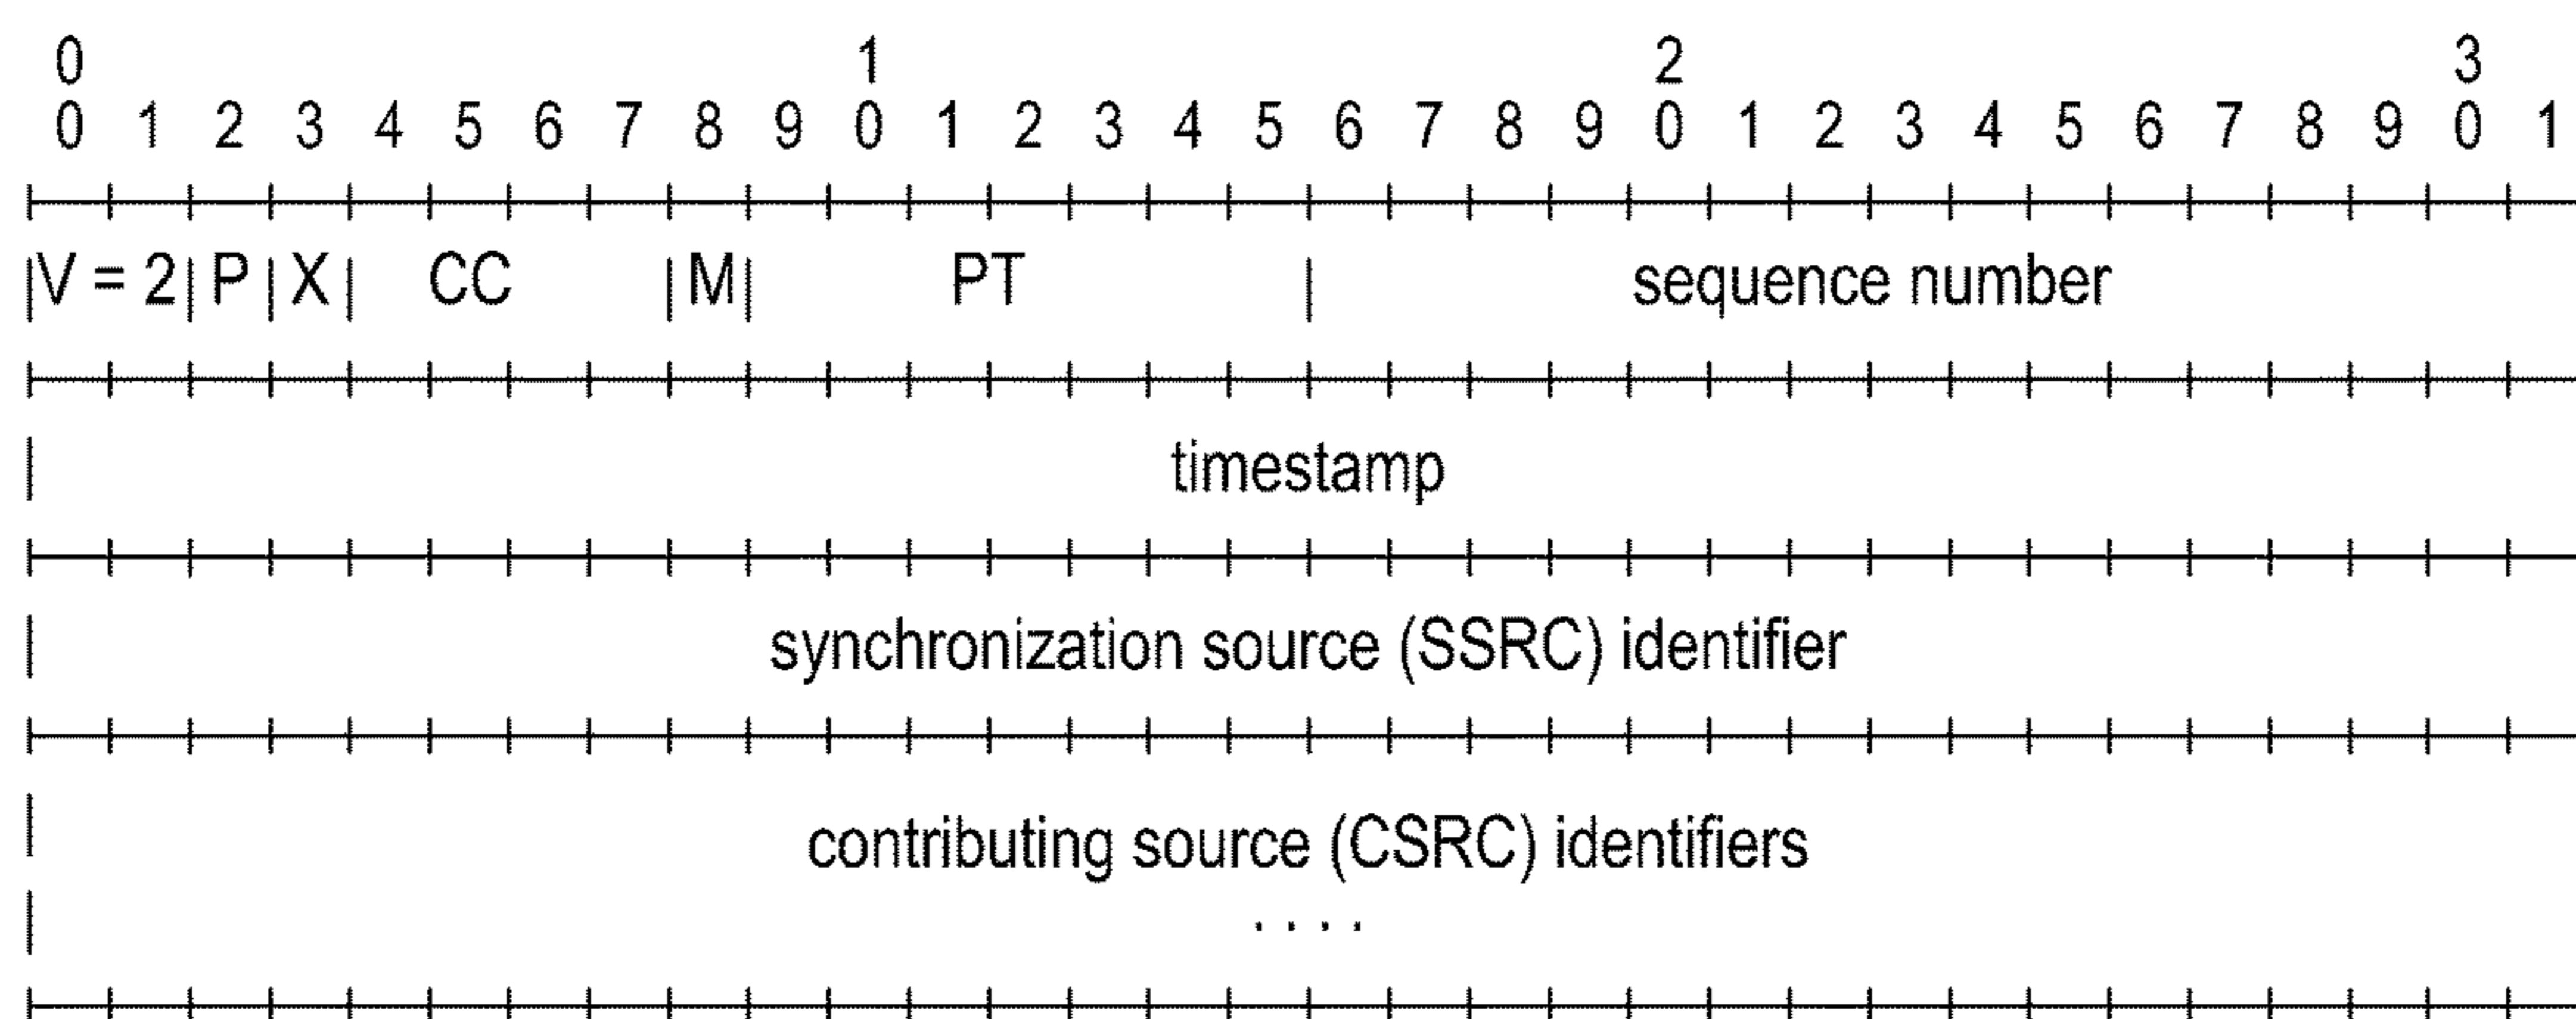 0 1 2 3
0 1 2 3 4 5 6 7 8 9 0 1 2 3 4 5 6 7 8 9 0 1 2 3 4 5 6 7 8 9 0 1
|V = 2| P | X | CC | M | PT | sequence number
| timestamp
| synchronization source (SSRC) identifier
| contributing source (CSRC) identifiers
| . . . .